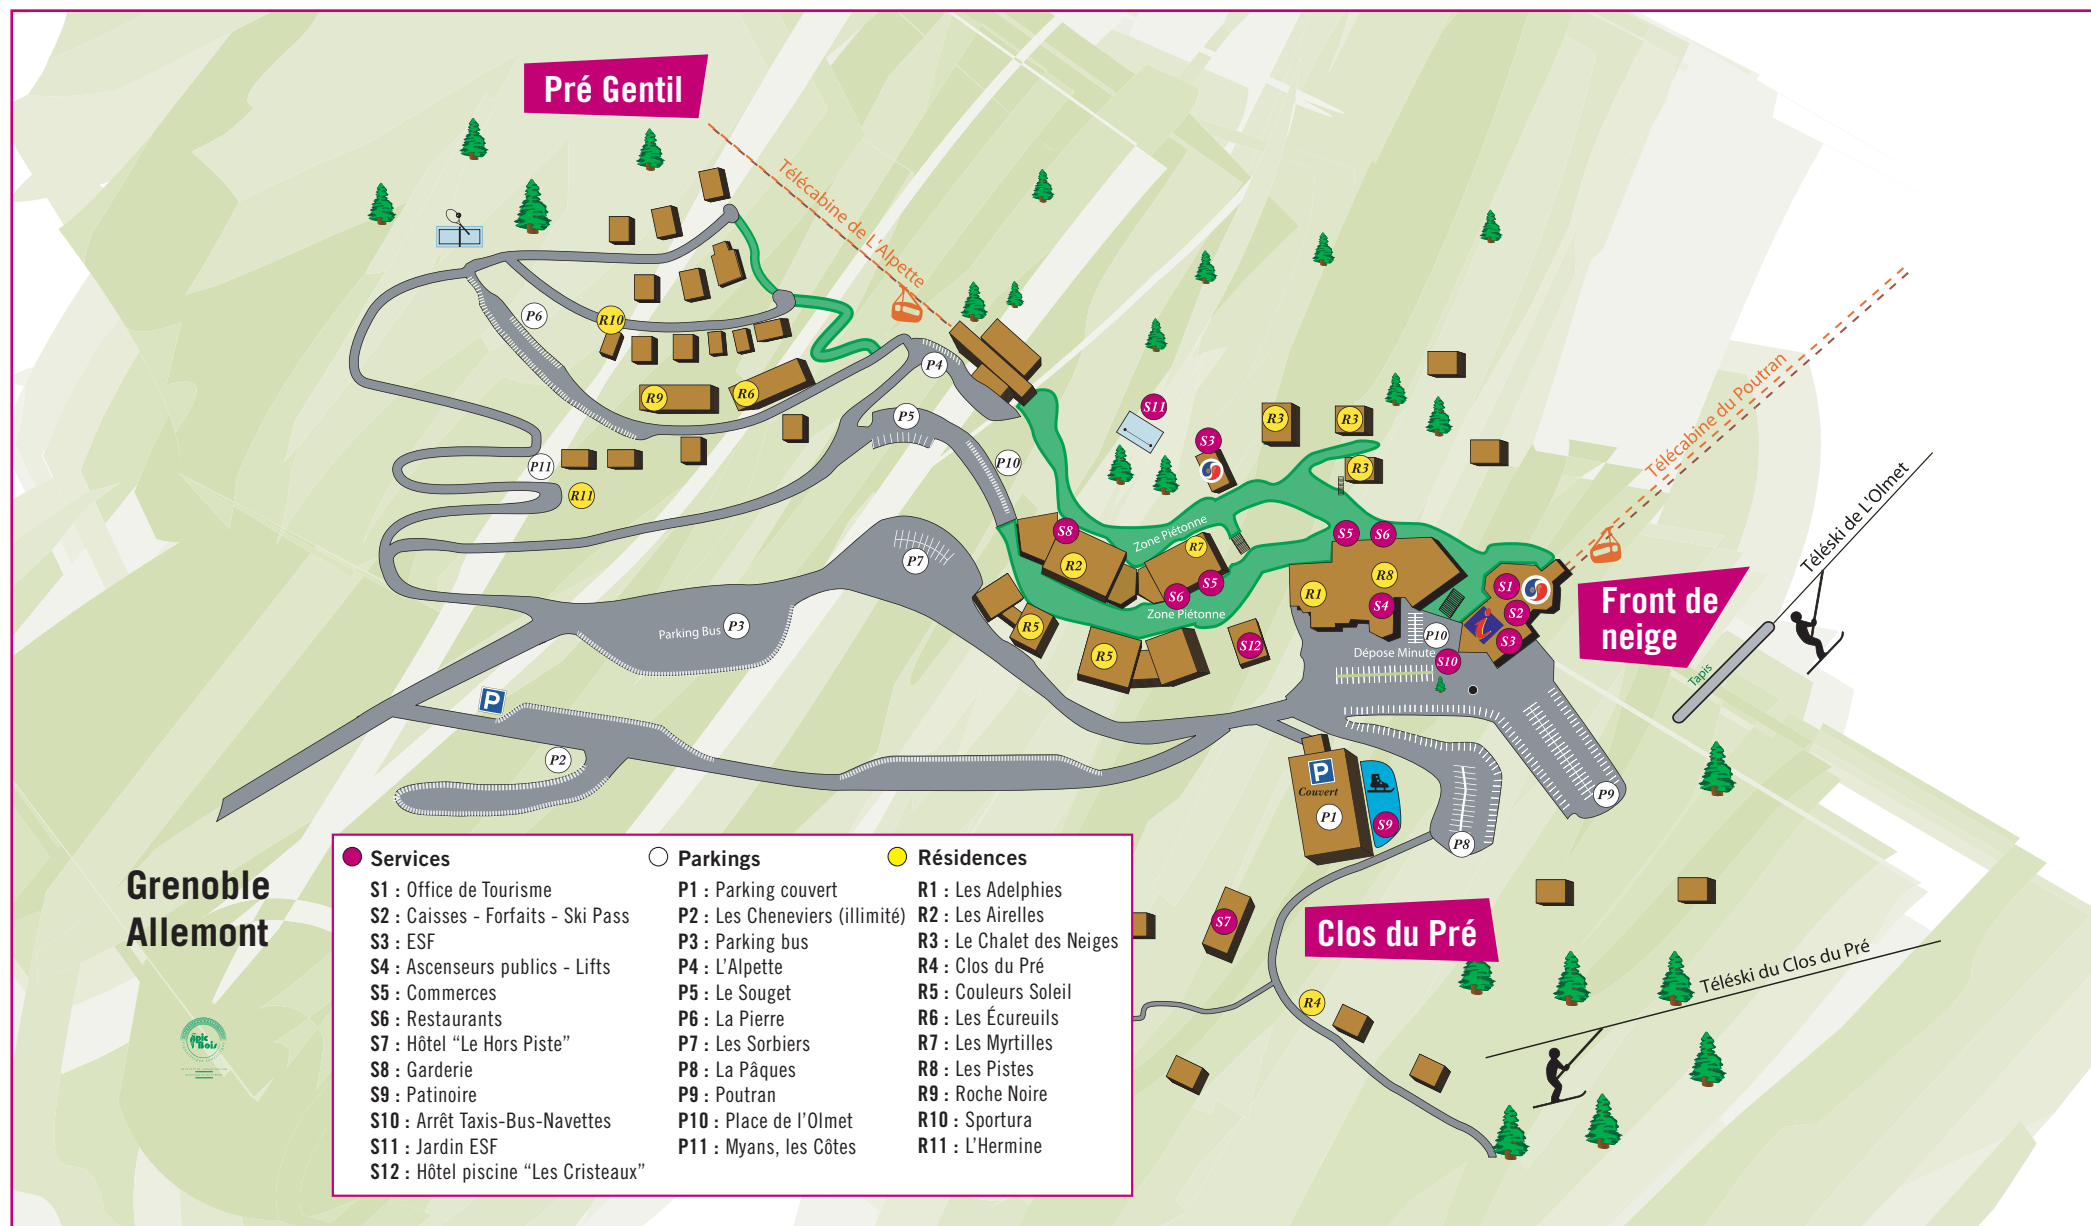 Pré Gentil
Télécabine de L'Alpette
P6
R10
P4
R9
R6
P5
P11
R11
P10
S11
S3
R3
R3
R3
Télécabine du Poutran
Téléski de L'Olmet
P7
S8
R2
Zone Piétonne
R7
S5
S6
Zone Piétonne
S5
S6
R1
R8
S4
S1
S2
S3
i
Front de
neige
Tapis
Parking Bus
P3
R5
R5
S12
P10
Dépose Minute
S10
P
P2
P
Couvert
P1
S9
P8
P9
Grenoble
Allemont
S7
Clos du Pré
R4
Téléski du Clos du Pré
épic
Bois
Services
S1 : Office de Tourisme
S2 : Caisses - Forfaits - Ski Pass
S3 : ESF
S4 : Ascenseurs publics - Lifts
S5 : Commerces
S6 : Restaurants
S7 : Hôtel “Le Hors Piste”
S8 : Garderie
S9 : Patinoire
S10 : Arrêt Taxis-Bus-Navettes
S11 : Jardin ESF
S12 : Hôtel piscine “Les Cristeaux”
Parkings
P1 : Parking couvert
P2 : Les Cheneviers (illimité)
P3 : Parking bus
P4 : L’Alpette
P5 : Le Souget
P6 : La Pierre
P7 : Les Sorbiers
P8 : La Pâques
P9 : Poutran
P10 : Place de l’Olmet
P11 : Myans, les Côtes
Résidences
R1 : Les Adelphies
R2 : Les Airelles
R3 : Le Chalet des Neiges
R4 : Clos du Pré
R5 : Couleurs Soleil
R6 : Les Écureuils
R7 : Les Myrtilles
R8 : Les Pistes
R9 : Roche Noire
R10 : Sportura
R11 : L’Hermine